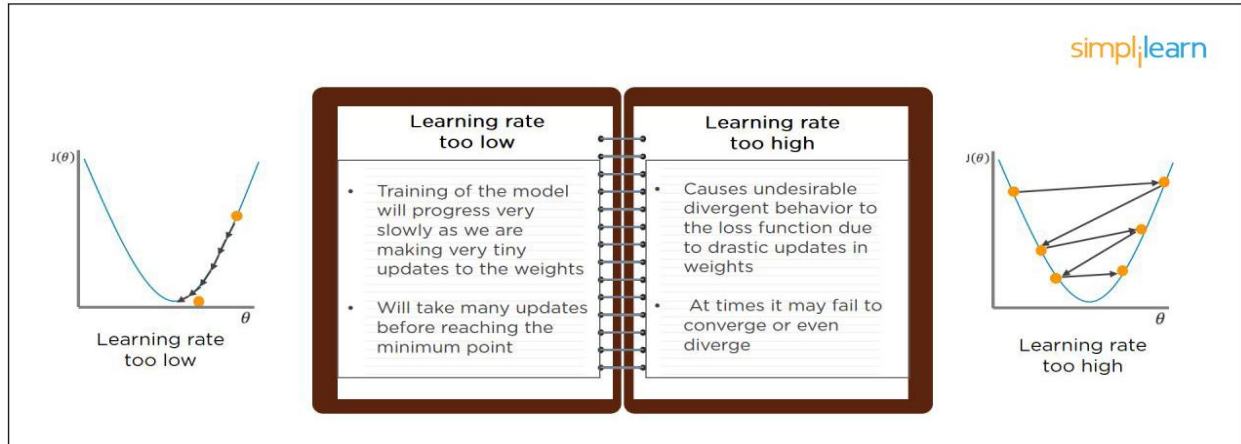 simplilearn
J(θ)
θ
Learning rate
too low
Learning rate
too low
• Training of the model
will progress very
slowly as we are
making very tiny
updates to the weights
• Will take many updates
before reaching the
minimum point
Learning rate
too high
• Causes undesirable
divergent behavior to
the loss function due
to drastic updates in
weights
• At times it may fail to
converge or even
diverge
J(θ)
θ
Learning rate
too high